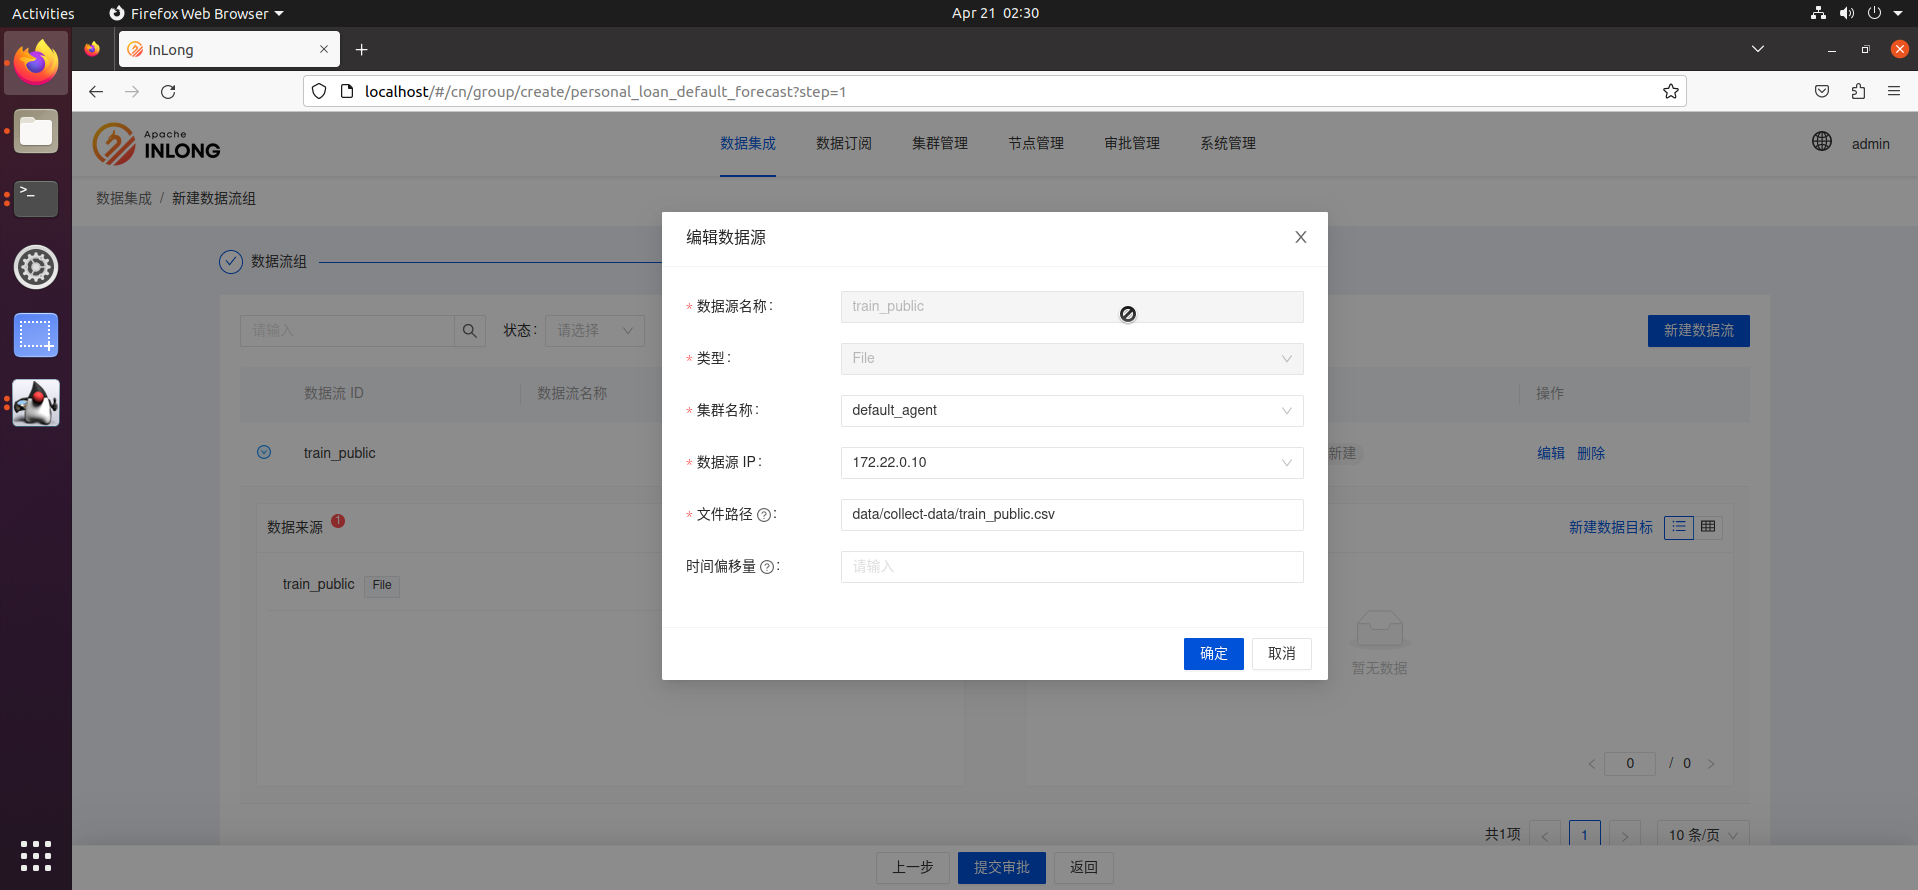 Activities
Firefox Web Browser
Apr 21 02:30
InLong
localhost/#/cn/group/create/personal_loan_default_forecast?step=1
Apache
INLONG
数据集成 数据订阅 集群管理 节点管理 审批管理 系统管理
admin
数据集成 / 新建数据流组
数据流组
请输入
状态:
请选择
新建数据流
数据流 ID
数据流名称
操作
train_public
新建
编辑 删除
数据来源 1
新建数据目标
train_public File
暂无数据
0 / 0
共1项
1
10 条/页
上一步 提交审批 返回
编辑数据源
* 数据源名称:
train_public
* 类型:
File
* 集群名称:
default_agent
* 数据源 IP:
172.22.0.10
* 文件路径 ?:
data/collect-data/train_public.csv
时间偏移量 ?:
请输入
确定 取消